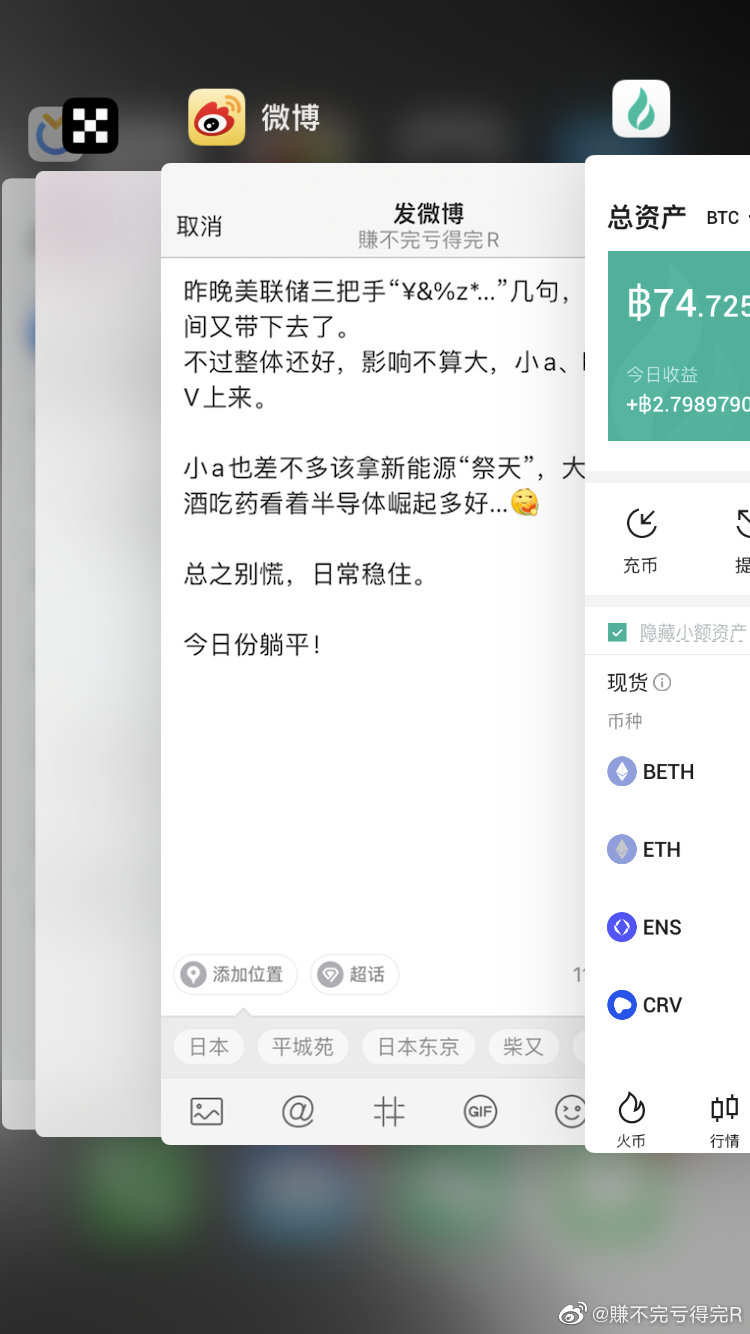 微博
取消
发微博
賺不完亏得完R
昨晚美联储三把手“¥&%z*...”几句，
间又带下去了。
不过整体还好，影响不算大，小a、
V上来。
小a也差不多该拿新能源“祭天”，大
酒吃药看着半导体崛起多好...
总之别慌，日常稳住。
今日份躺平！
添加位置
超话
日本
平城苑
日本东京
柴又
GIF
总资产 BTC
฿74.725
今日收益
+฿2.7989790
充币
提
隐藏小额资产
现货
币种
BETH
ETH
ENS
CRV
火币
行情
@賺不完亏得完R